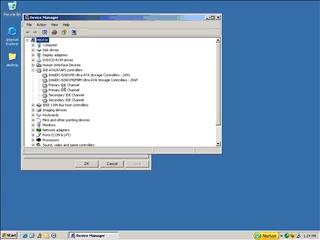 Recycle Bin
Internet
Explorer
Device Manager
File Action View Help
Computer
Disk drives
Display adapters
DVD/CD-ROM drives
Human Interface Devices
IDE ATA/ATAPI controllers
Primary IDE Channel
Primary IDE Channel
Secondary IDE Channel
Secondary IDE Channel
IEEE 1394 Bus host controllers
Imaging devices
Keyboards
Mice and other pointing devices
Monitors
Network adapters
Ports (COM & LPT)
Processors
Sound, video and game controllers
OK
Cancel
Start
Device Manager
Norton